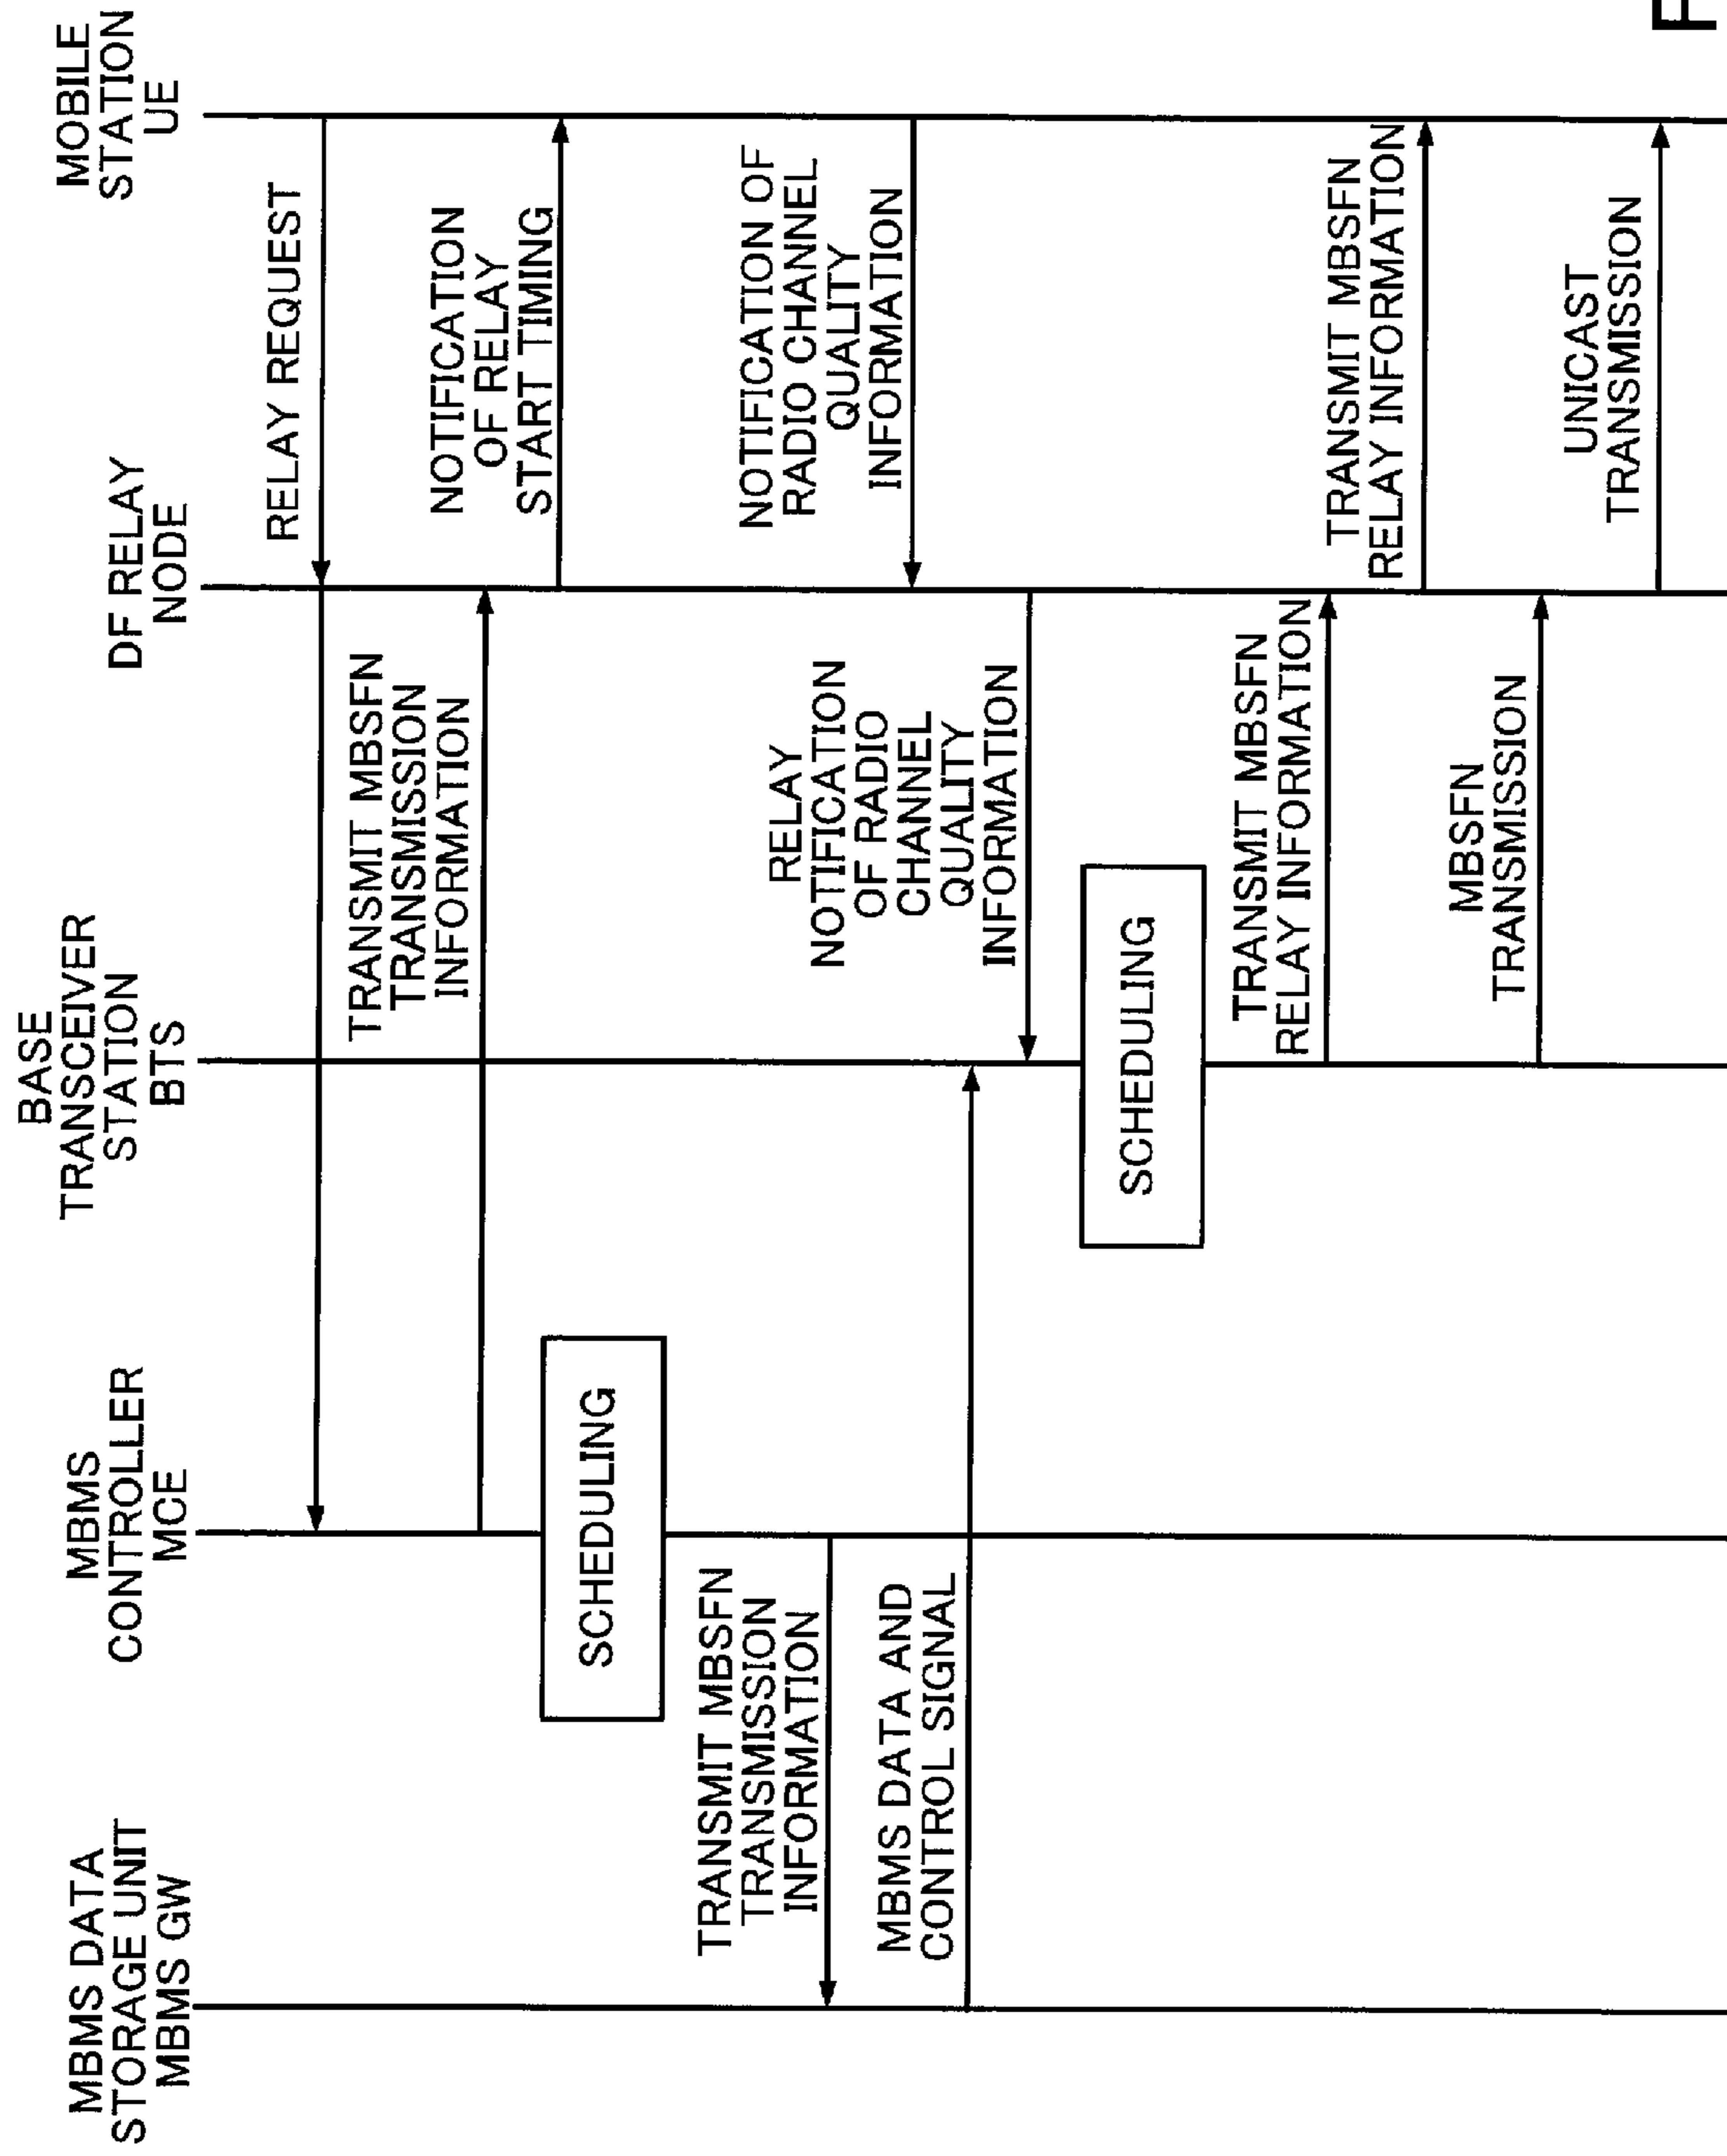 MBMS DATA
STORAGE UNIT
MBMS GW
MBMS
CONTROLLER
MCE
BASE
TRANSCEIVER
STATION
BTS
DF RELAY
NODE
MOBILE
STATION
UE
RELAY REQUEST
TRANSMIT MBSFN
TRANSMISSION
INFORMATION
NOTIFICATION
OF RELAY
START TIMING
SCHEDULING
TRANSMIT MBSFN
TRANSMISSION
INFORMATION
NOTIFICATION OF
RADIO CHANNEL
QUALITY
INFORMATION
MBMS DATA AND
CONTROL SIGNAL
RELAY
NOTIFICATION
OF RADIO
CHANNEL
QUALITY
INFORMATION
SCHEDULING
TRANSMIT MBSFN
RELAY INFORMATION
TRANSMIT MBSFN
RELAY INFORMATION
MBSFN
TRANSMISSION
UNICAST
TRANSMISSION